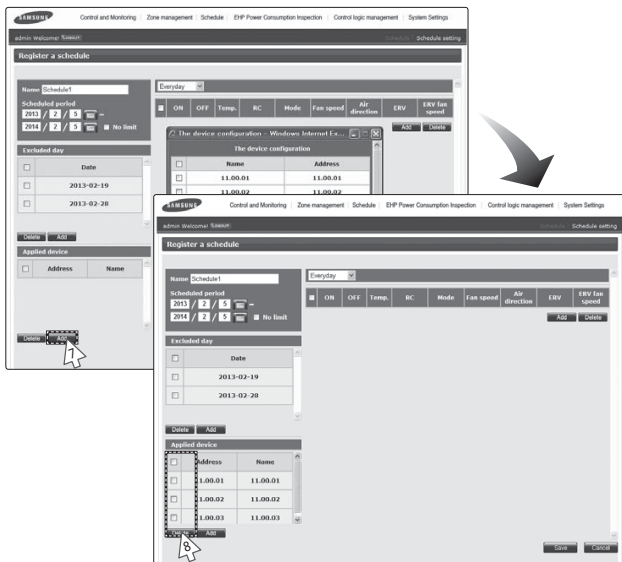 SAMSUNG Control and Monitoring Zone management Schedule EHP Power Consumption Inspection Control logic management System Settings
admin Welcome! Logout Schedule Schedule setting
Register a schedule
Name Schedule1
Everyday
Scheduled period
2013 / 2 / 5 ~
2014 / 2 / 5 No limit
ON OFF Temp. RC Mode Fan speed Air direction ERV ERV fan speed
Add Delete
Excluded day
Date
2013-02-19
2013-02-28
Delete Add
Applied device
Address Name
Delete Add
7
The device configuration - Windows Internet Ex...
The device configuration
Name Address
11.00.01 11.00.01
11.00.02 11.00.02
SAMSUNG Control and Monitoring Zone management Schedule EHP Power Consumption Inspection Control logic management System Settings
admin Welcome! Logout Schedule Schedule setting
Register a schedule
Name Schedule1
Everyday
Scheduled period
2013 / 2 / 5 ~
2014 / 2 / 5 No limit
ON OFF Temp. RC Mode Fan speed Air direction ERV ERV fan speed
Add Delete
Excluded day
Date
2013-02-19
2013-02-28
Delete Add
Applied device
Address Name
1.00.01 11.00.01
1.00.02 11.00.02
1.00.03 11.00.03
Add
8
Save Cancel